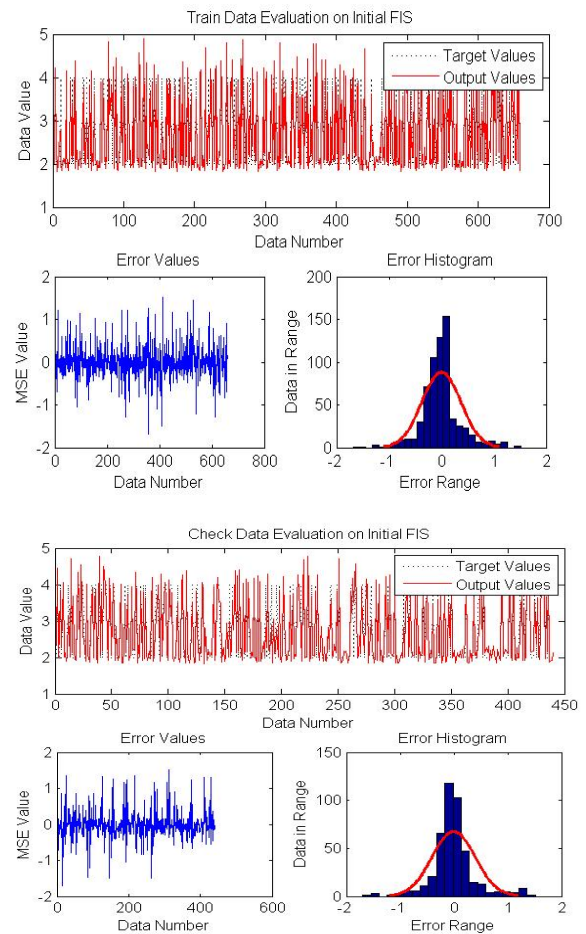 Train Data Evaluation on Initial FIS
5
4
3
2
1
Data Value
Target Values
Output Values
0 100 200 300 400 500 600 700
Data Number
Error Values
2
1
0
-1
-2
MSE Value
0 200 400 600 800
Data Number
Error Histogram
200
150
100
50
0
Data in Range
-2 -1 0 1 2
Error Range
Check Data Evaluation on Initial FIS
5
4
3
2
1
Data Value
Target Values
Output Values
0 50 100 150 200 250 300 350 400 450
Data Number
Error Values
2
1
0
1
2
MSE Value
0 200 400 600
Data Number
Error Histogram
150
100
50
0
Data in Range
-2 -1 0 1 2
Error Range